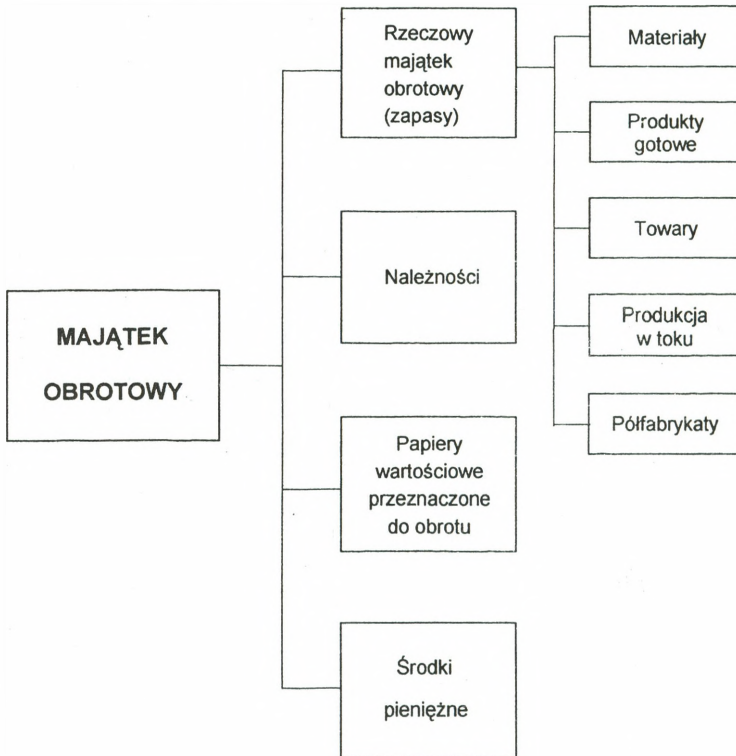 MAJĄTEK
OBROTOWY
Rzeczowy
majątek
obrotowy
(zapasy)
Należności
Papiery
wartościowe
przeznaczone
do obrotu
Środki
pieniężne
Materiały
Produkty
gotowe
Towary
Produkcja
w toku
Półfabrykaty